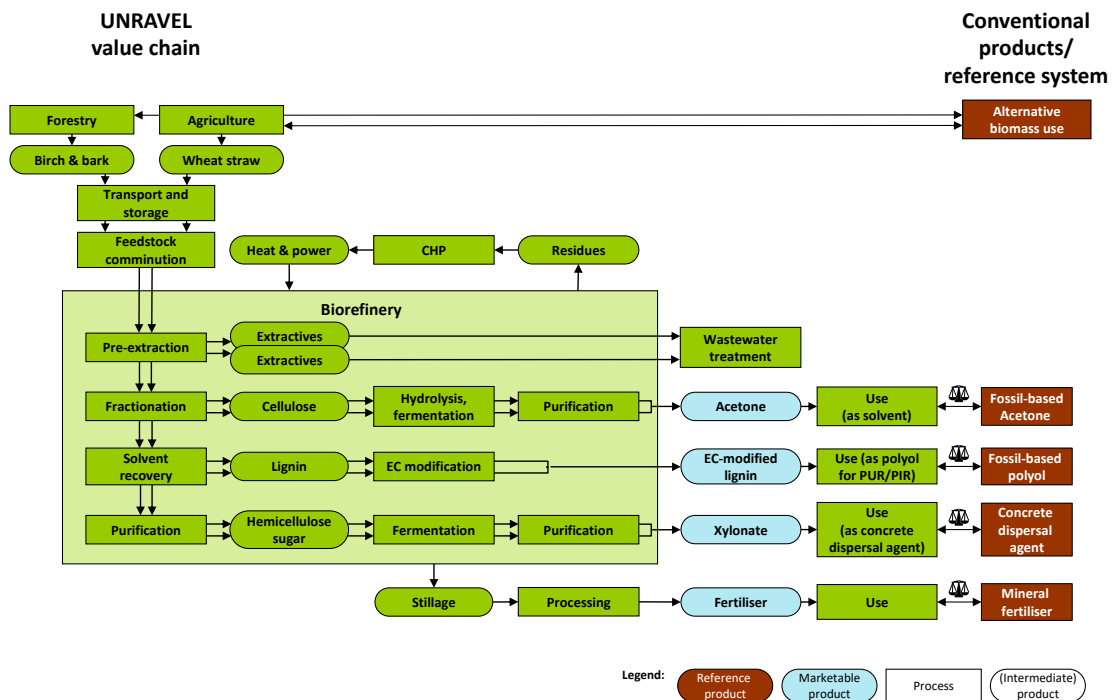 UNRAVEL
value chain
Conventional
products/
reference system
Forestry
Agriculture
Alternative
biomass use
Birch & bark
Wheat straw
Transport and
storage
Feedstock
comminution
Heat & power
CHP
Residues
Biorefinery
Pre-extraction
Extractives
Extractives
Wastewater
treatment
Fractionation
Cellulose
Hydrolysis,
fermentation
Purification
Acetone
Use
(as solvent)
Fossil-based
Acetone
Solvent
recovery
Lignin
EC modification
EC-modified
lignin
Use (as polyol
for PUR/PIR)
Fossil-based
polyol
Purification
Hemicellulose
sugar
Fermentation
Purification
Xylonate
Use
(as concrete
dispersal agent)
Concrete
dispersal
agent
Stillage
Processing
Fertiliser
Use
Mineral
fertiliser
Legend:
Reference
product
Marketable
product
Process
(Intermediate)
product